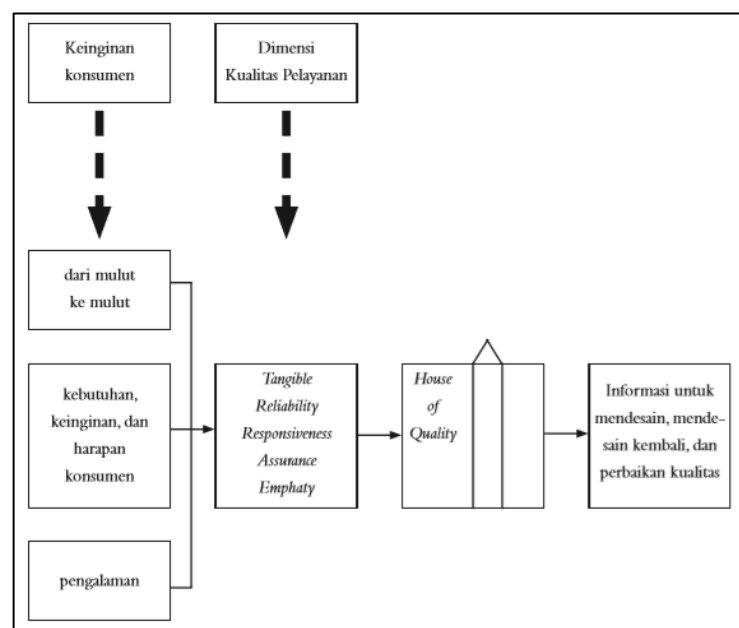 Keinginan
konsumen
Dimensi
Kualitas Pelayanan
dari mulut
ke mulut
kebutuhan,
keinginan, dan
harapan
konsumen
pengalaman
Tangible
Reliability
Responsiveness
Assurance
Emphaty
House
of
Quality
Informasi untuk
mendesain, mende-
sain kembali, dan
perbaikan kualitas